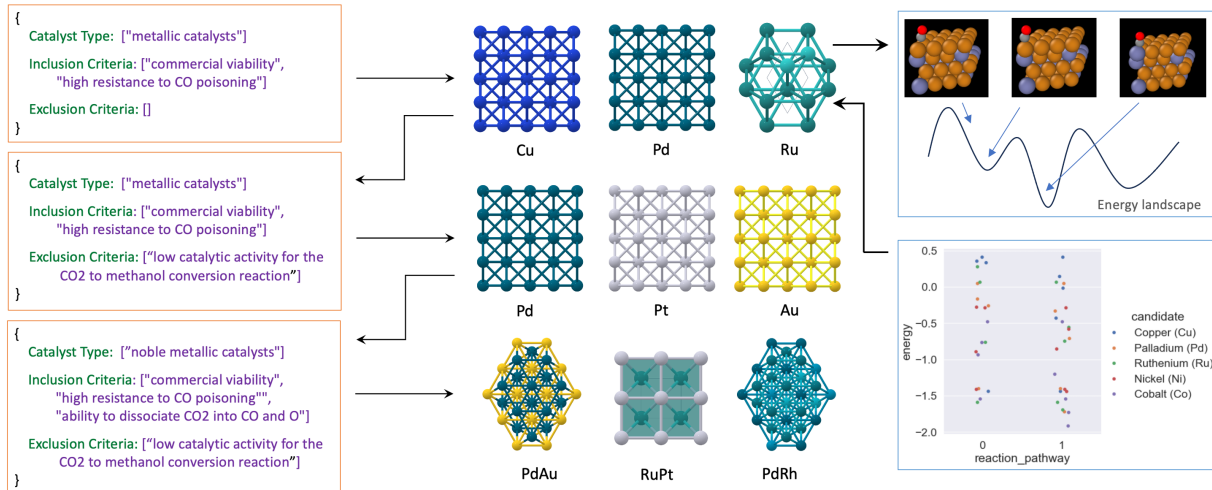 {
Catalyst Type: ["metallic catalysts"]
Inclusion Criteria: ["commercial viability",
"high resistance to CO poisoning"]
Exclusion Criteria: []
}
{
Catalyst Type: ["metallic catalysts"]
Inclusion Criteria: ["commercial viability",
"high resistance to CO poisoning"]
Exclusion Criteria: [“low catalytic activity for the
CO2 to methanol conversion reaction”]
}
{
Catalyst Type: [”noble metallic catalysts"]
Inclusion Criteria: ["commercial viability",
"high resistance to CO poisoning"",
"ability to dissociate CO2 into CO and O"]
Exclusion Criteria: [“low catalytic activity for the
CO2 to methanol conversion reaction”]
}
Cu
Pd
Ru
Pd
Pt
Au
PdAu
RuPt
PdRh
Energy landscape
0.5
0.0
−0.5
−1.0
−1.5
−2.0
energy
0
1
reaction_pathway
candidate
Copper (Cu)
Palladium (Pd)
Ruthenium (Ru)
Nickel (Ni)
Cobalt (Co)